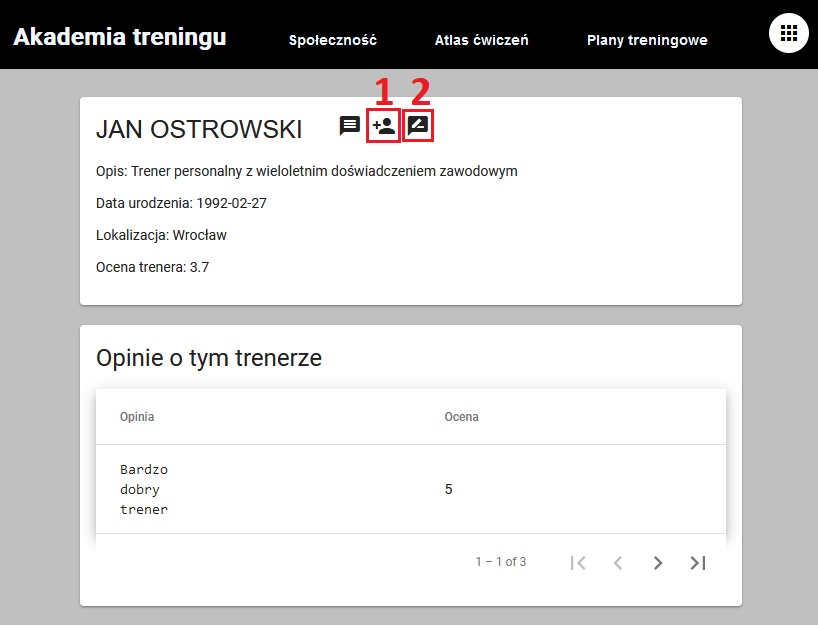 Akademia treningu
Społeczność
Atlas ćwiczeń
Plany treningowe
1 2
JAN OSTROWSKI
Opis: Trener personalny z wieloletnim doświadczeniem zawodowym
Data urodzenia: 1992-02-27
Lokalizacja: Wrocław
Ocena trenera: 3.7
Opinie o tym trenerze
Opinia
Ocena
Bardzo
dobry
trener
5
1 – 1 of 3